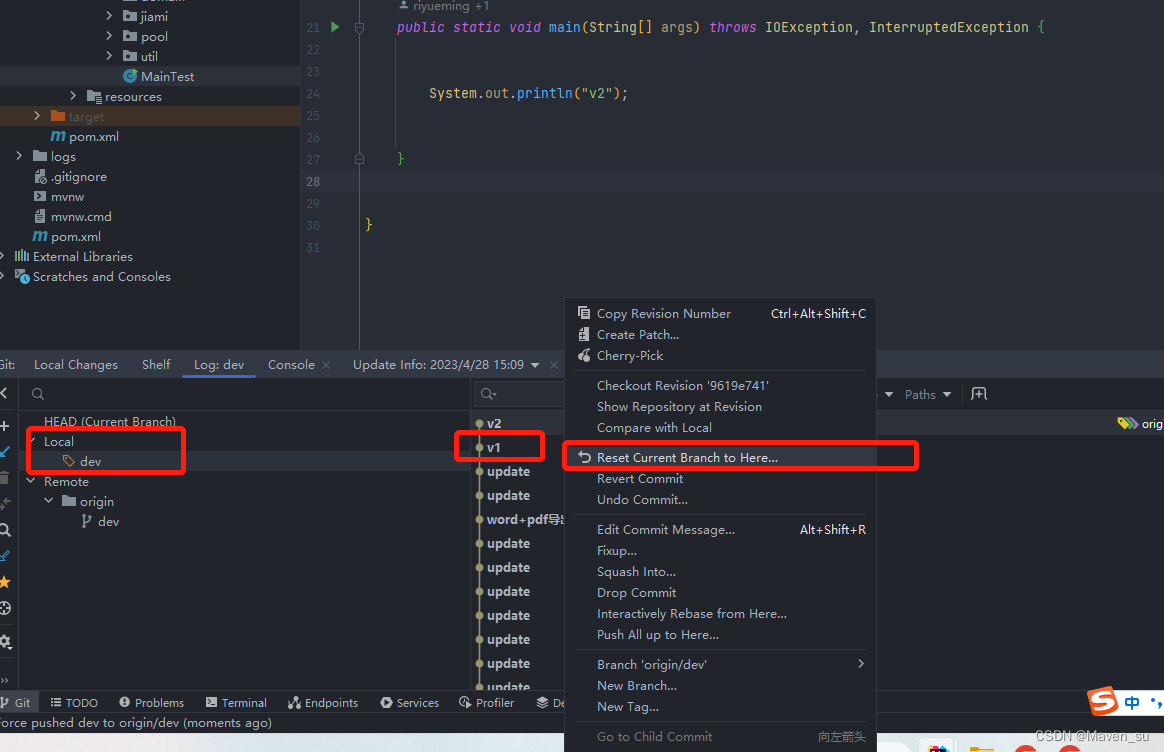 domain
jiami
pool
util
MainTest
resources
target
pom.xml
logs
.gitignore
mvnw
mvnw.cmd
pom.xml
External Libraries
Scratches and Consoles
riyueming +1
21 public static void main(String[] args) throws IOException, InterruptedException {
22
23
24 System.out.println("v2");
25
26
27 }
28
29
30 }
31
Git: Local Changes Shelf Log: dev Console Update Info: 2023/4/28 15:09
HEAD (Current Branch)
Local
dev
Remote
origin
dev
v2
v1
update
update
word+pdf导出
update
update
update
update
update
update
update
Paths
orig
Copy Revision Number Ctrl+Alt+Shift+C
Create Patch...
Cherry-Pick
Checkout Revision '9619e741'
Show Repository at Revision
Compare with Local
Reset Current Branch to Here...
Revert Commit
Undo Commit...
Edit Commit Message... Alt+Shift+R
Fixup...
Squash Into...
Drop Commit
Interactively Rebase from Here...
Push All up to Here...
Branch 'origin/dev'
New Branch...
New Tag...
Go to Child Commit 向左箭头
Git TODO Problems Terminal Endpoints Services Profiler De
Force pushed dev to origin/dev (moments ago)
S 中
CSDN @Maven_su